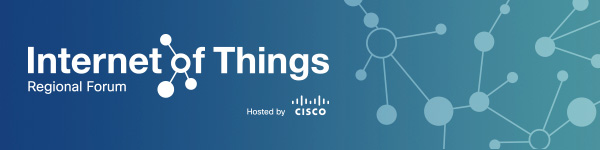 Internet of Things
Regional Forum
Hosted by CISCO